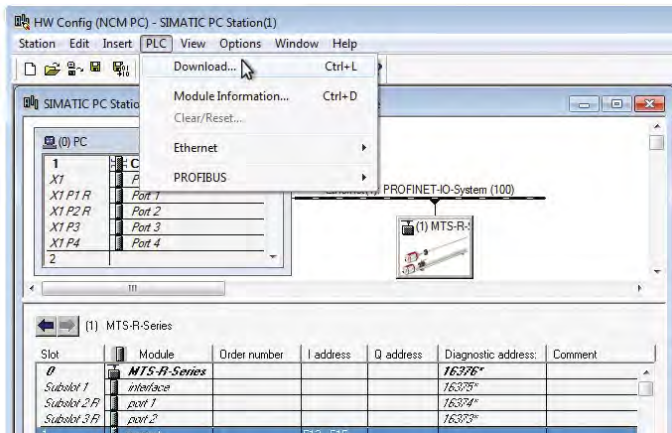 HW Config (NCM PC) - SIMATIC PC Station(1)
Station Edit Insert PLC View Options Window Help
Download... Ctrl+L
Module Information... Ctrl+D
Clear/Reset...
Ethernet
PROFIBUS
SIMATIC PC Statio
(0) PC
1 C
X1 P
X1 P1 R Port 1
X1 P2 R Port 2
X1 P3 Port 3
X1 P4 Port 4
2
PROFINET-IO-System (100)
(1) MTS-R-
(1) MTS-R-Series
Slot Module Order number I address Q address Diagnostic address: Comment
0 MTS-R-Series 16376*
Subslot 1 interface 16375*
Subslot 2 R port 1 16374*
Subslot 3 R port 2 16373*